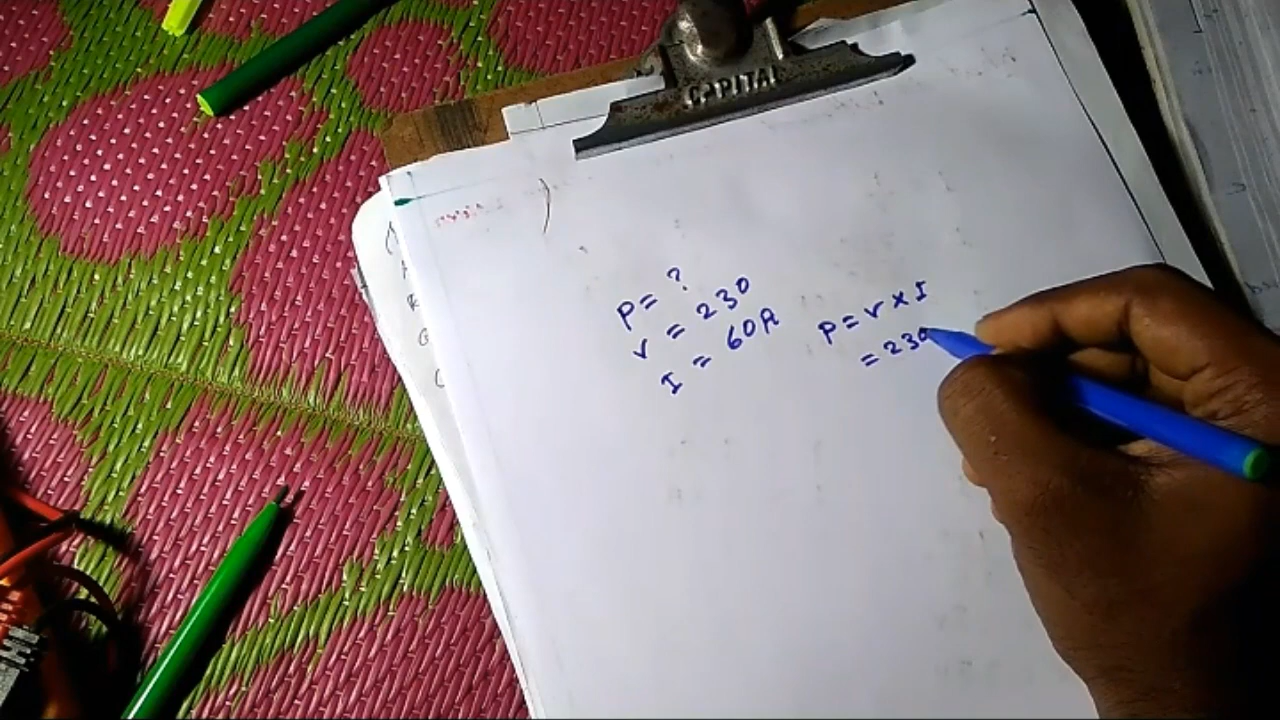 CAPITAL
P = ?
V = 230
I = 60A
P = V × I
= 230